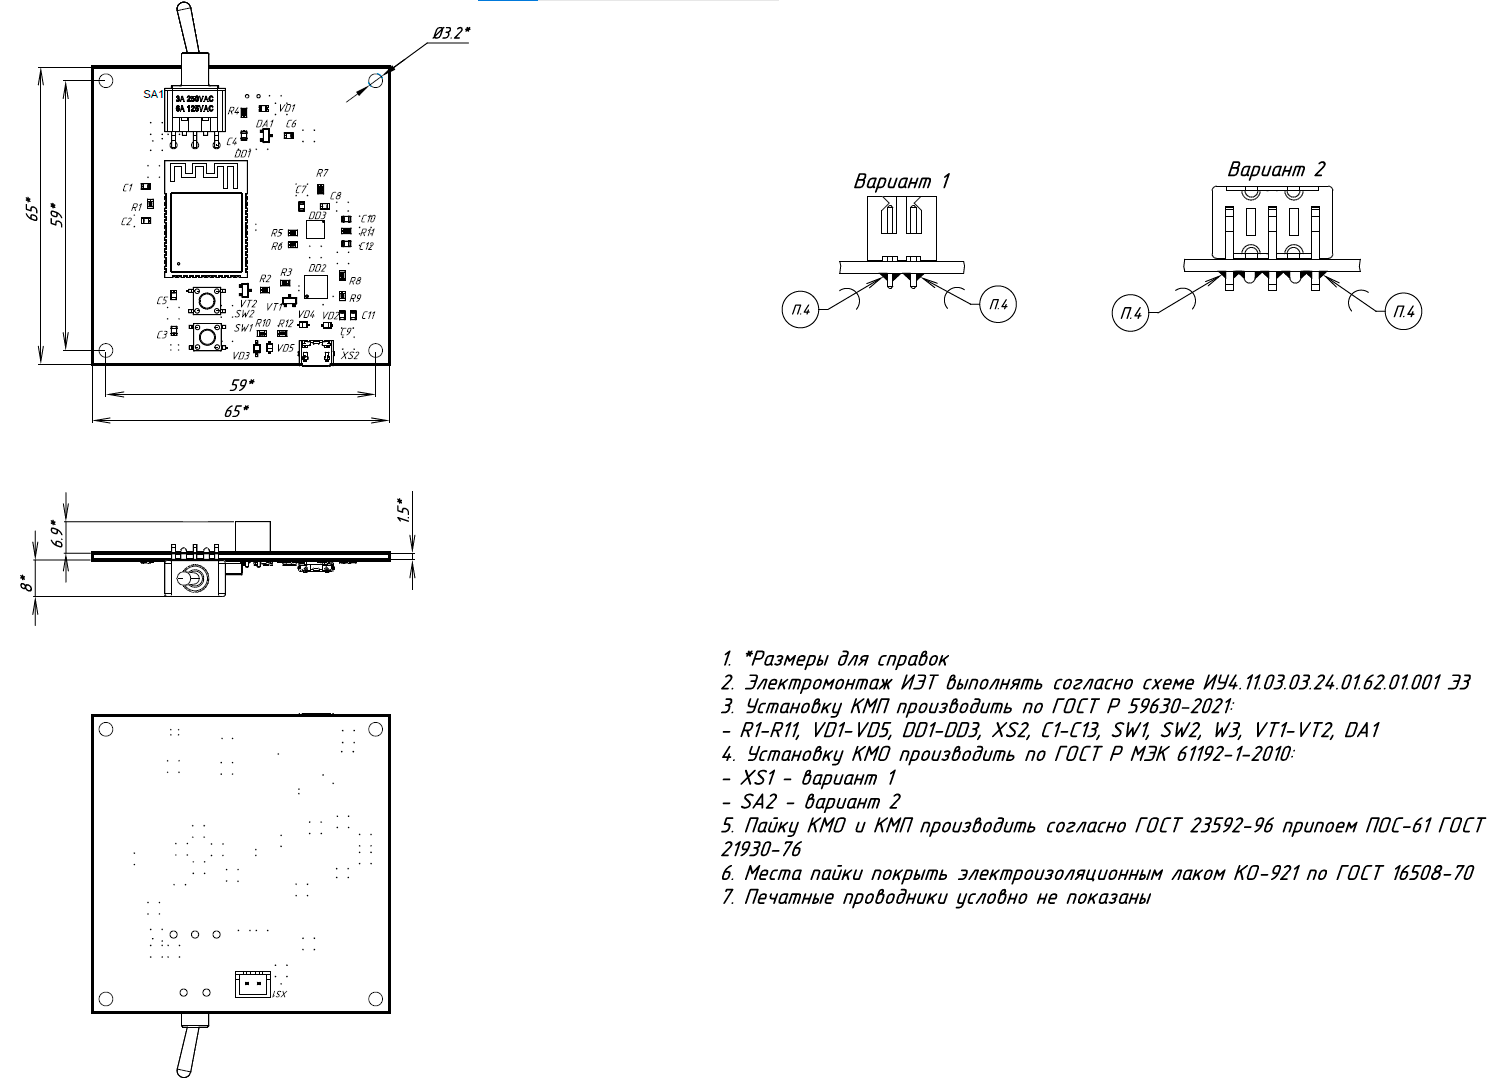 Ø3.2*
SA1
3A 250VAC
6A 125VAC
R4
VD1
DA1
C6
C4
DD1
R7
C1
C7
C8
R1
DD3
C10
C2
R5
R11
R6
C12
DD2
R3
R2
R8
C5
VT2
VT1
R9
SW2
VD4
VD2
C11
SW1
R10
R12
C3
C9
VD3
VD5
XS2
65*
59*
59*
65*
Вариант 1
П.4
П.4
Вариант 2
П.4
П.4
6.9*
1.5*
8*
XS1
1. *Размеры для справок
2. Электромонтаж ИЭТ выполнять согласно схеме ИУ4.11.03.03.24.01.62.01.001 Э3
3. Установку КМП производить по ГОСТ Р 59630-2021:
- R1-R11, VD1-VD5, DD1-DD3, XS2, C1-C13, SW1, SW2, W3, VT1-VT2, DA1
4. Установку КМО производить по ГОСТ Р МЭК 61192-1-2010:
- XS1 - вариант 1
- SA2 - вариант 2
5. Пайку КМО и КМП производить согласно ГОСТ 23592-96 припоем ПОС-61 ГОСТ
21930-76
6. Места пайки покрыть электроизоляционным лаком КО-921 по ГОСТ 16508-70
7. Печатные проводники условно не показаны